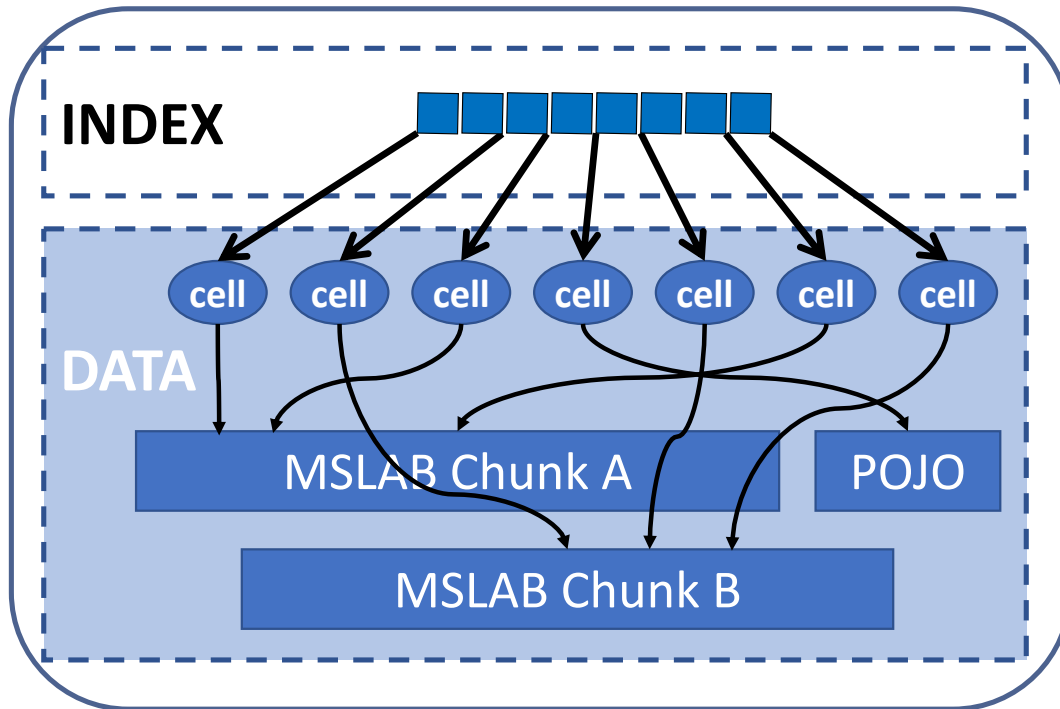 INDEX
cell cell cell cell cell cell cell
DATA
MSLAB Chunk A
POJO
MSLAB Chunk B